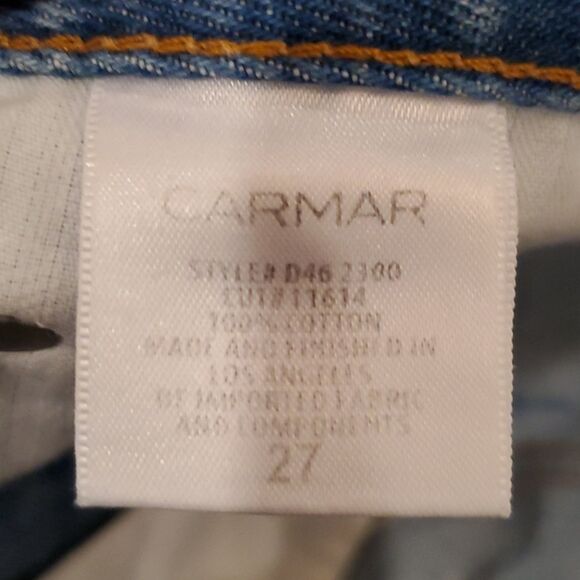 CARMAR
STYLE# D46 2300
CUT#11614
100% COTTON
MADE AND FINISHED IN
LOS ANGELES
OF IMPORTED FABRIC
AND COMPONENTS
27